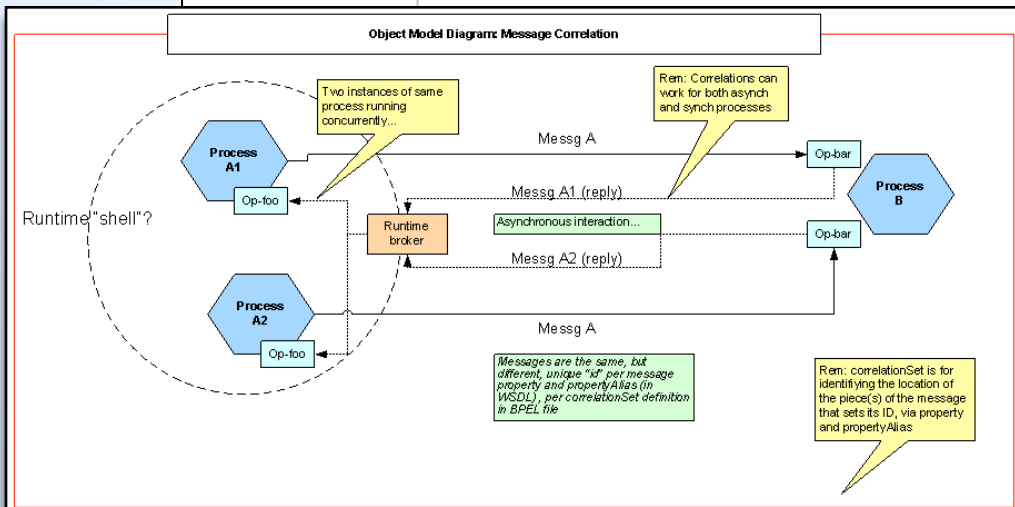 Object Model Diagram: Message Correlation
Two instances of same
process running
concurrently...
Rem: Correlations can
work for both asynch
and synch processes
Messg A
Process
A1
Op-foo
Op-bar
Process
B
Messg A1 (reply)
Runtime "shell"?
Runtime
broker
Asynchronous interaction...
Op-bar
Messg A2 (reply)
Process
A2
Op-foo
Messg A
Messages are the same, but
different, unique "id" per message
property and propertyAlias (in
WSDL), per correlationSet definition
in BPEL file
Rem: correlationSet is for
identifiying the location of
the piece(s) of the message
that sets its ID, via property
and propertyAlias